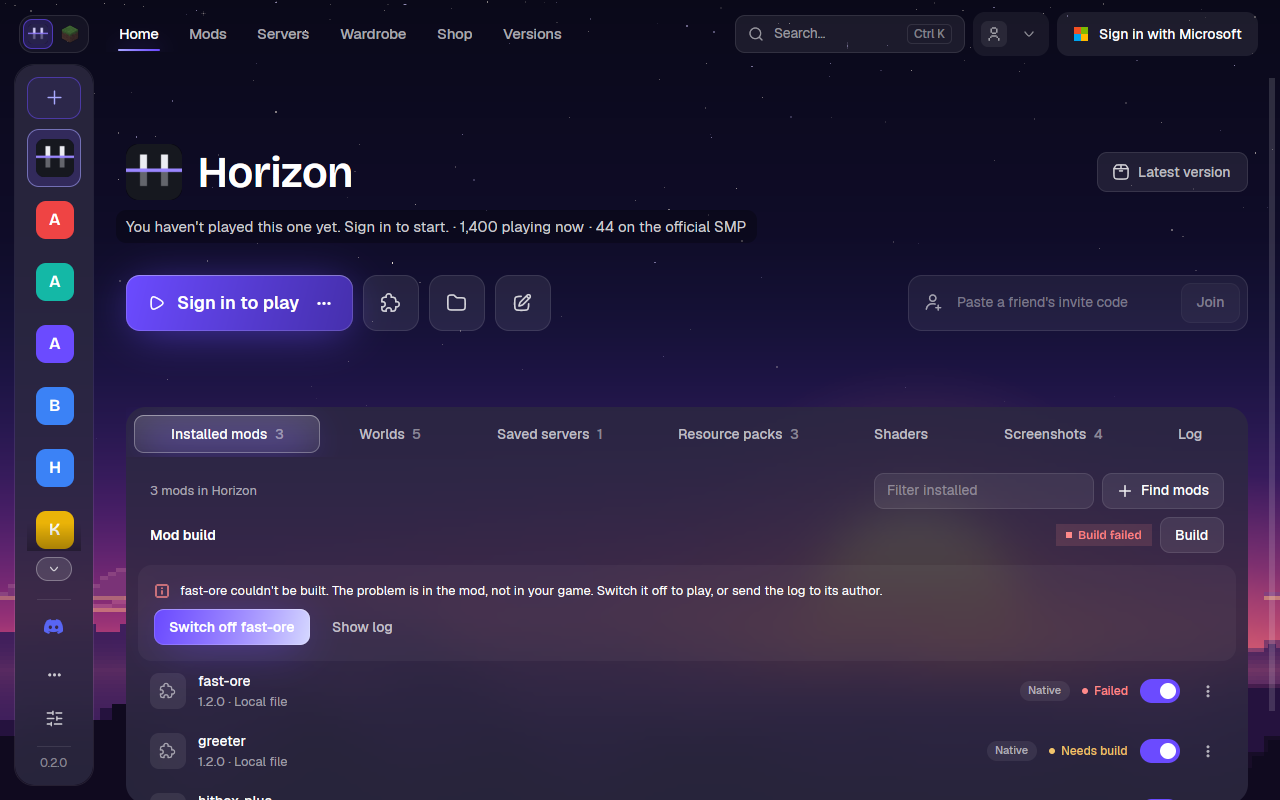 Home
Mods
Servers
Wardrobe
Shop
Versions
Search...
Ctrl K
Sign in with Microsoft
Horizon
Latest version
You haven't played this one yet. Sign in to start. · 1,400 playing now · 44 on the official SMP
Sign in to play
Paste a friend's invite code
Join
A
A
A
B
H
K
0.2.0
Installed mods 3
Worlds 5
Saved servers 1
Resource packs 3
Shaders
Screenshots 4
Log
3 mods in Horizon
Filter installed
Find mods
Mod build
Build failed
Build
fast-ore couldn't be built. The problem is in the mod, not in your game. Switch it off to play, or send the log to its author.
Switch off fast-ore
Show log
fast-ore
1.2.0 · Local file
Native
Failed
greeter
1.2.0 · Local file
Native
Needs build
hitbox-plus